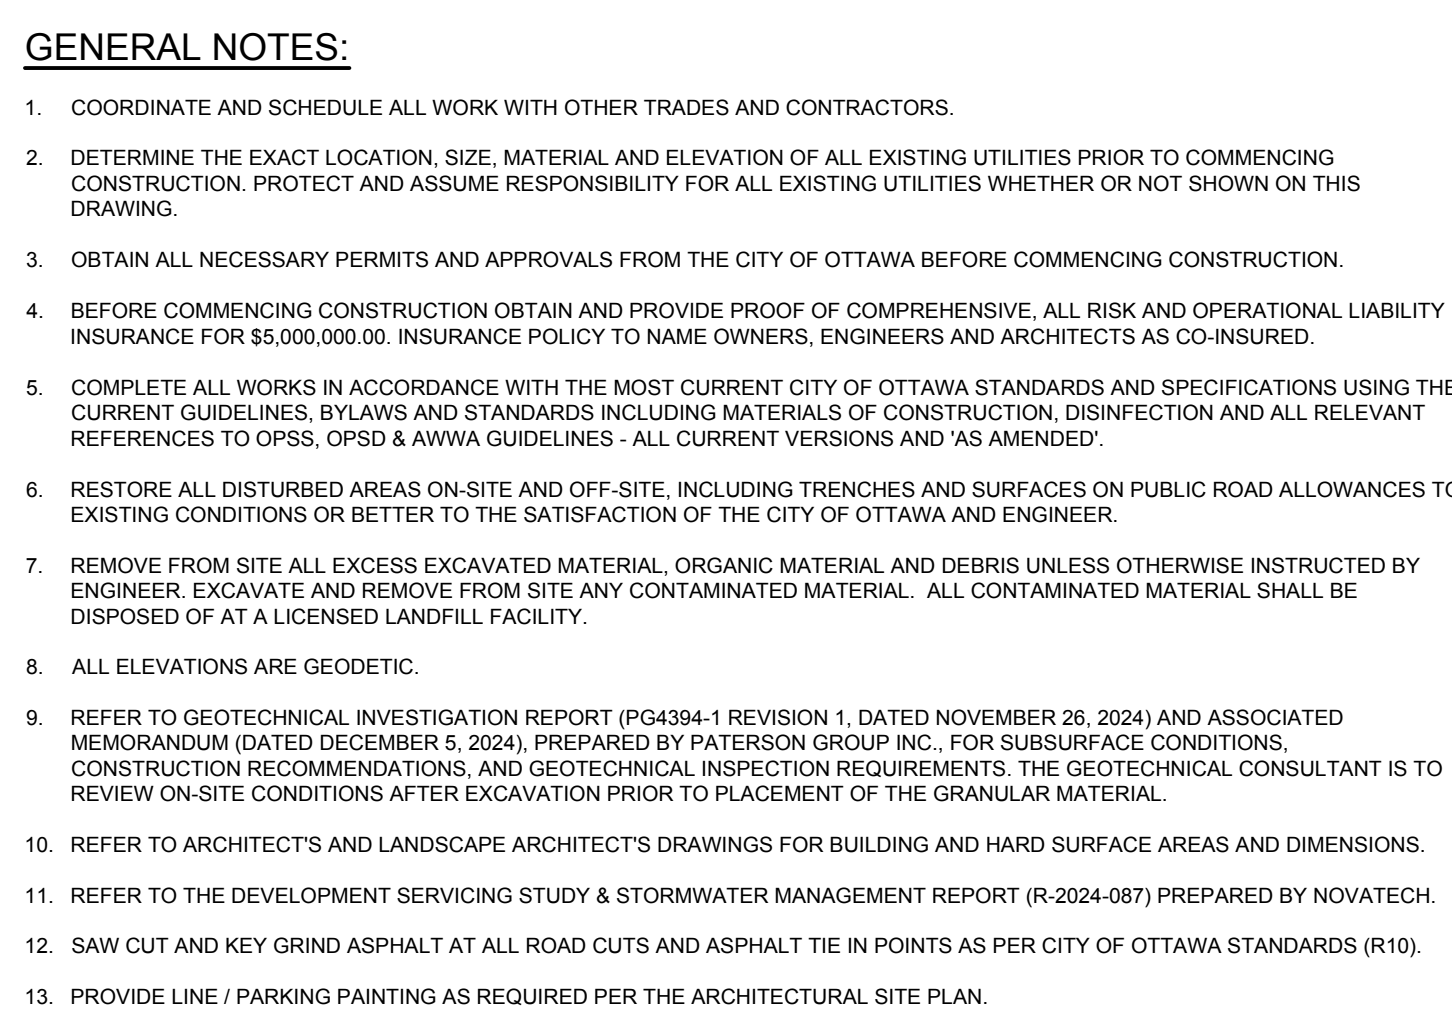 GENERAL NOTES:
1. COORDINATE AND SCHEDULE ALL WORK WITH OTHER TRADES AND CONTRACTORS.
2. DETERMINE THE EXACT LOCATION, SIZE, MATERIAL AND ELEVATION OF ALL EXISTING UTILITIES PRIOR TO COMMENCING
CONSTRUCTION. PROTECT AND ASSUME RESPONSIBILITY FOR ALL EXISTING UTILITIES WHETHER OR NOT SHOWN ON THIS
DRAWING.
3. OBTAIN ALL NECESSARY PERMITS AND APPROVALS FROM THE CITY OF OTTAWA BEFORE COMMENCING CONSTRUCTION.
4. BEFORE COMMENCING CONSTRUCTION OBTAIN AND PROVIDE PROOF OF COMPREHENSIVE, ALL RISK AND OPERATIONAL LIABILITY
INSURANCE FOR $5,000,000.00. INSURANCE POLICY TO NAME OWNERS, ENGINEERS AND ARCHITECTS AS CO-INSURED.
5. COMPLETE ALL WORKS IN ACCORDANCE WITH THE MOST CURRENT CITY OF OTTAWA STANDARDS AND SPECIFICATIONS USING THE
CURRENT GUIDELINES, BYLAWS AND STANDARDS INCLUDING MATERIALS OF CONSTRUCTION, DISINFECTION AND ALL RELEVANT
REFERENCES TO OPSS, OPSD & AWWA GUIDELINES - ALL CURRENT VERSIONS AND 'AS AMENDED'.
6. RESTORE ALL DISTURBED AREAS ON-SITE AND OFF-SITE, INCLUDING TRENCHES AND SURFACES ON PUBLIC ROAD ALLOWANCES TO
EXISTING CONDITIONS OR BETTER TO THE SATISFACTION OF THE CITY OF OTTAWA AND ENGINEER.
7. REMOVE FROM SITE ALL EXCESS EXCAVATED MATERIAL, ORGANIC MATERIAL AND DEBRIS UNLESS OTHERWISE INSTRUCTED BY
ENGINEER. EXCAVATE AND REMOVE FROM SITE ANY CONTAMINATED MATERIAL. ALL CONTAMINATED MATERIAL SHALL BE
DISPOSED OF AT A LICENSED LANDFILL FACILITY.
8. ALL ELEVATIONS ARE GEODETIC.
9. REFER TO GEOTECHNICAL INVESTIGATION REPORT (PG4394-1 REVISION 1, DATED NOVEMBER 26, 2024) AND ASSOCIATED
MEMORANDUM (DATED DECEMBER 5, 2024), PREPARED BY PATERSON GROUP INC., FOR SUBSURFACE CONDITIONS,
CONSTRUCTION RECOMMENDATIONS, AND GEOTECHNICAL INSPECTION REQUIREMENTS. THE GEOTECHNICAL CONSULTANT IS TO
REVIEW ON-SITE CONDITIONS AFTER EXCAVATION PRIOR TO PLACEMENT OF THE GRANULAR MATERIAL.
10. REFER TO ARCHITECT'S AND LANDSCAPE ARCHITECT'S DRAWINGS FOR BUILDING AND HARD SURFACE AREAS AND DIMENSIONS.
11. REFER TO THE DEVELOPMENT SERVICING STUDY & STORMWATER MANAGEMENT REPORT (R-2024-087) PREPARED BY NOVATECH.
12. SAW CUT AND KEY GRIND ASPHALT AT ALL ROAD CUTS AND ASPHALT TIE IN POINTS AS PER CITY OF OTTAWA STANDARDS (R10).
13. PROVIDE LINE / PARKING PAINTING AS REQUIRED PER THE ARCHITECTURAL SITE PLAN.